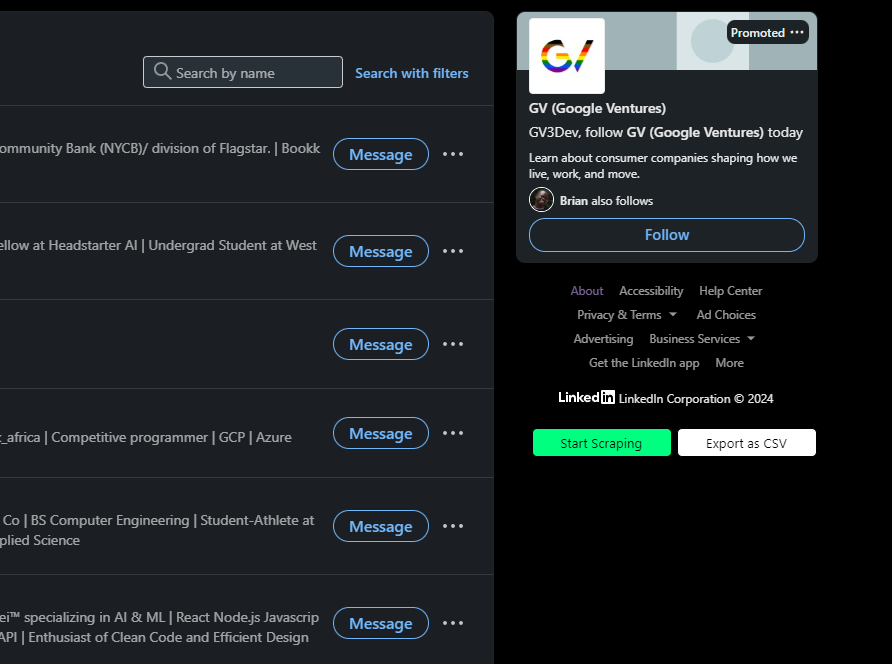 Search by name
Search with filters
ommunity Bank (NYCB)/ division of Flagstar. | Bookk
Message
ellow at Headstarter AI | Undergrad Student at West
Message
Message
_africa | Competitive programmer | GCP | Azure
Message
Co | BS Computer Engineering | Student-Athlete at
plied Science
Message
ei™ specializing in AI & ML | React Node.js Javascrip
API | Enthusiast of Clean Code and Efficient Design
Message
Promoted
GV
GV (Google Ventures)
GV3Dev, follow GV (Google Ventures) today
Learn about consumer companies shaping how we
live, work, and move.
Brian also follows
Follow
About Accessibility Help Center
Privacy & Terms Ad Choices
Advertising Business Services
Get the LinkedIn app More
LinkedIn LinkedIn Corporation © 2024
Start Scraping Export as CSV